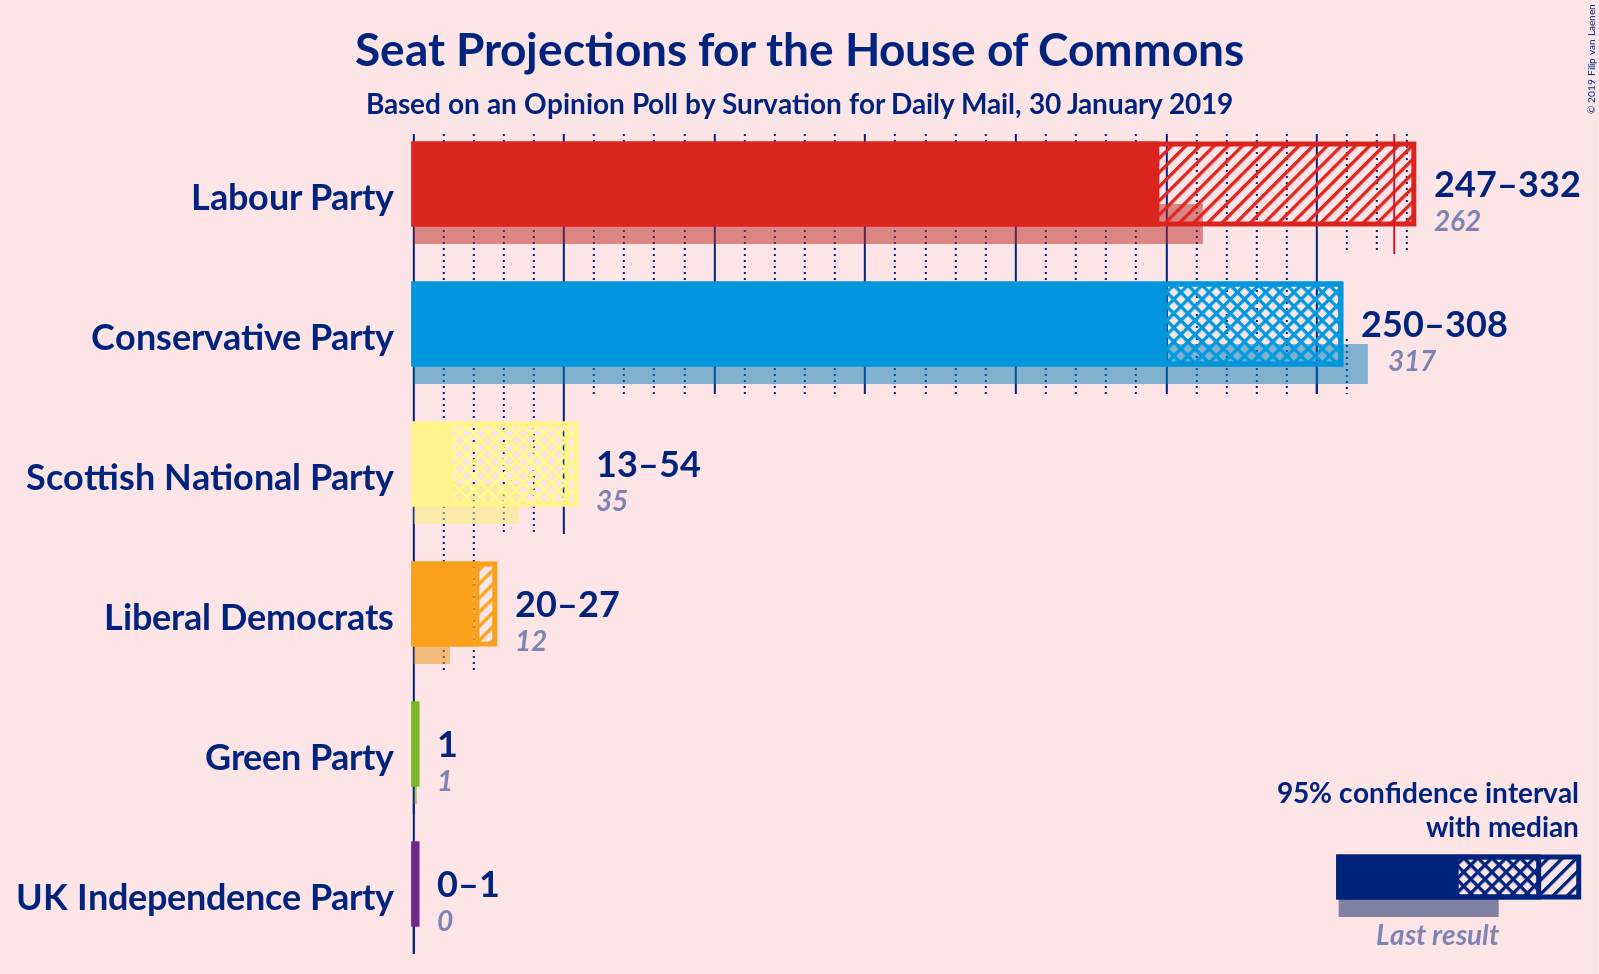 Seat Projections for the House of Commons
Based on an Opinion Poll by Survation for Daily Mail, 30 January 2019
© 2019 Filip van Laenen
Labour Party
247–332
262
Conservative Party
250–308
317
Scottish National Party
13–54
35
Liberal Democrats
20–27
12
Green Party
1
1
UK Independence Party
0–1
0
95% confidence interval
with median
Last result